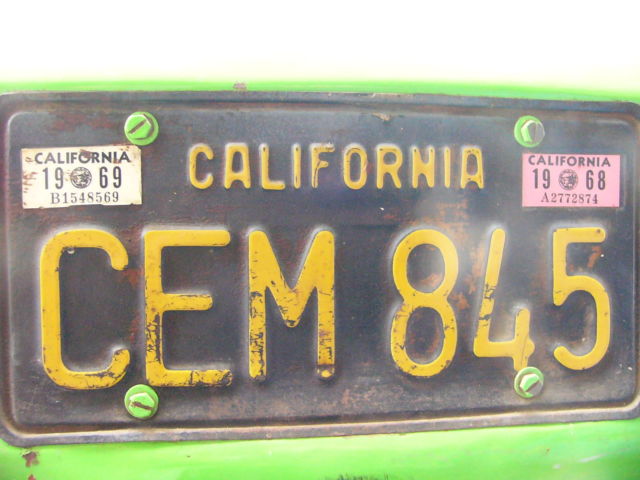 CALIFORNIA
19 69
B1548569
CALIFORNIA
CALIFORNIA
19 68
A2772874
CEM 845